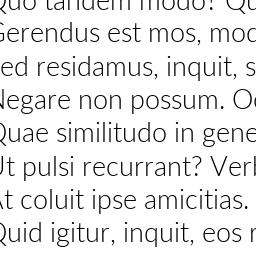 Quo tandem modo? Qu
Gerendus est mos, mod
ed residamus, inquit, s
Negare non possum. Oc
Quae similitudo in gene
Ut pulsi recurrant? Verb
At coluit ipse amicitias.
Quid igitur, inquit, eos r